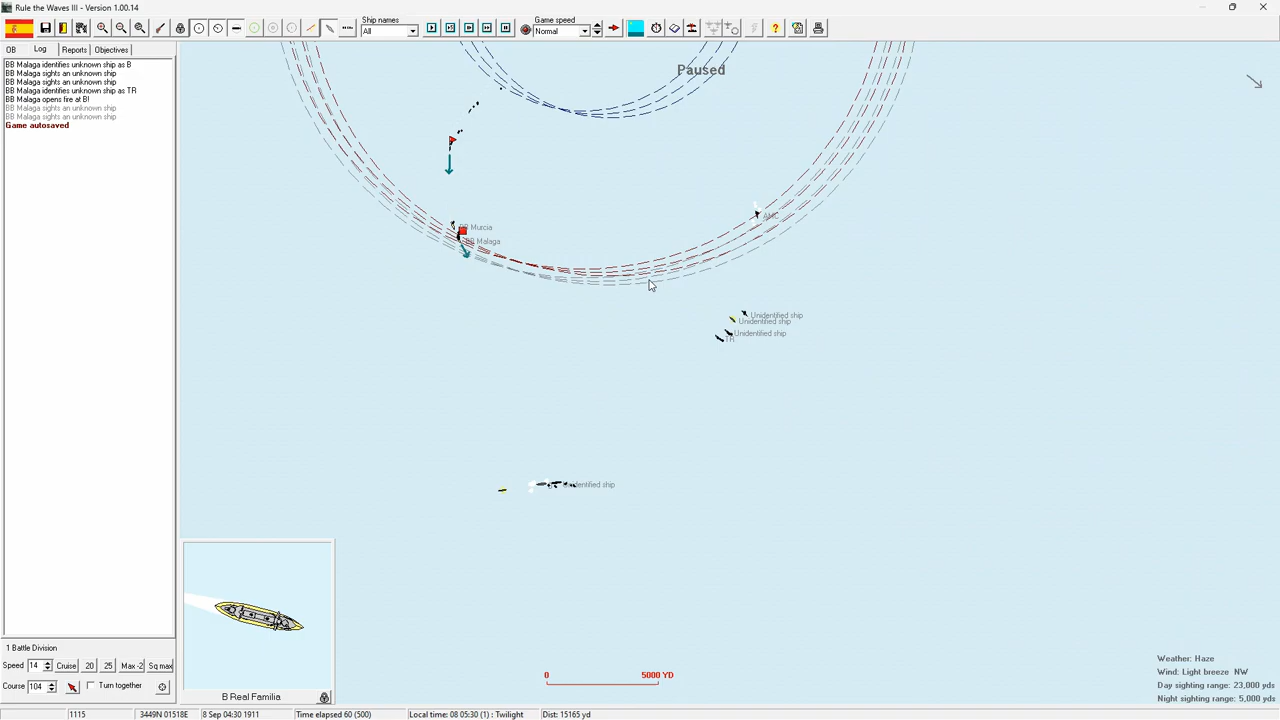 Rule the Waves III - Version 1.00.14
Ship names
All
Game speed
Normal
OB
Log
Reports
Objectives
BB Malaga identifies unknown ship as B
BB Malaga sights an unknown ship
BB Malaga sights an unknown ship
BB Malaga identifies unknown ship as TR
BB Malaga opens fire at B!
BB Malaga sights an unknown ship
BB Malaga sights an unknown ship
Game autosaved
Paused
BB Murcia
BB Malaga
AMC
Unidentified ship
Unidentified ship
Unidentified ship
TR
Unidentified ship
0 5000 YD
Weather: Haze
Wind: Light breeze NW
Day sighting range: 23,000 yds
Night sighting range: 5,000 yds
1 Battle Division
Speed 14 Cruise 20 25 Max -2 Sq max
Course 104 Turn together
B Real Familia
1115 3449N 01518E 8 Sep 04:30 1911 Time elapsed 60 (500) Local time: 08 05:30 (1) : Twilight Dist: 15165 yd